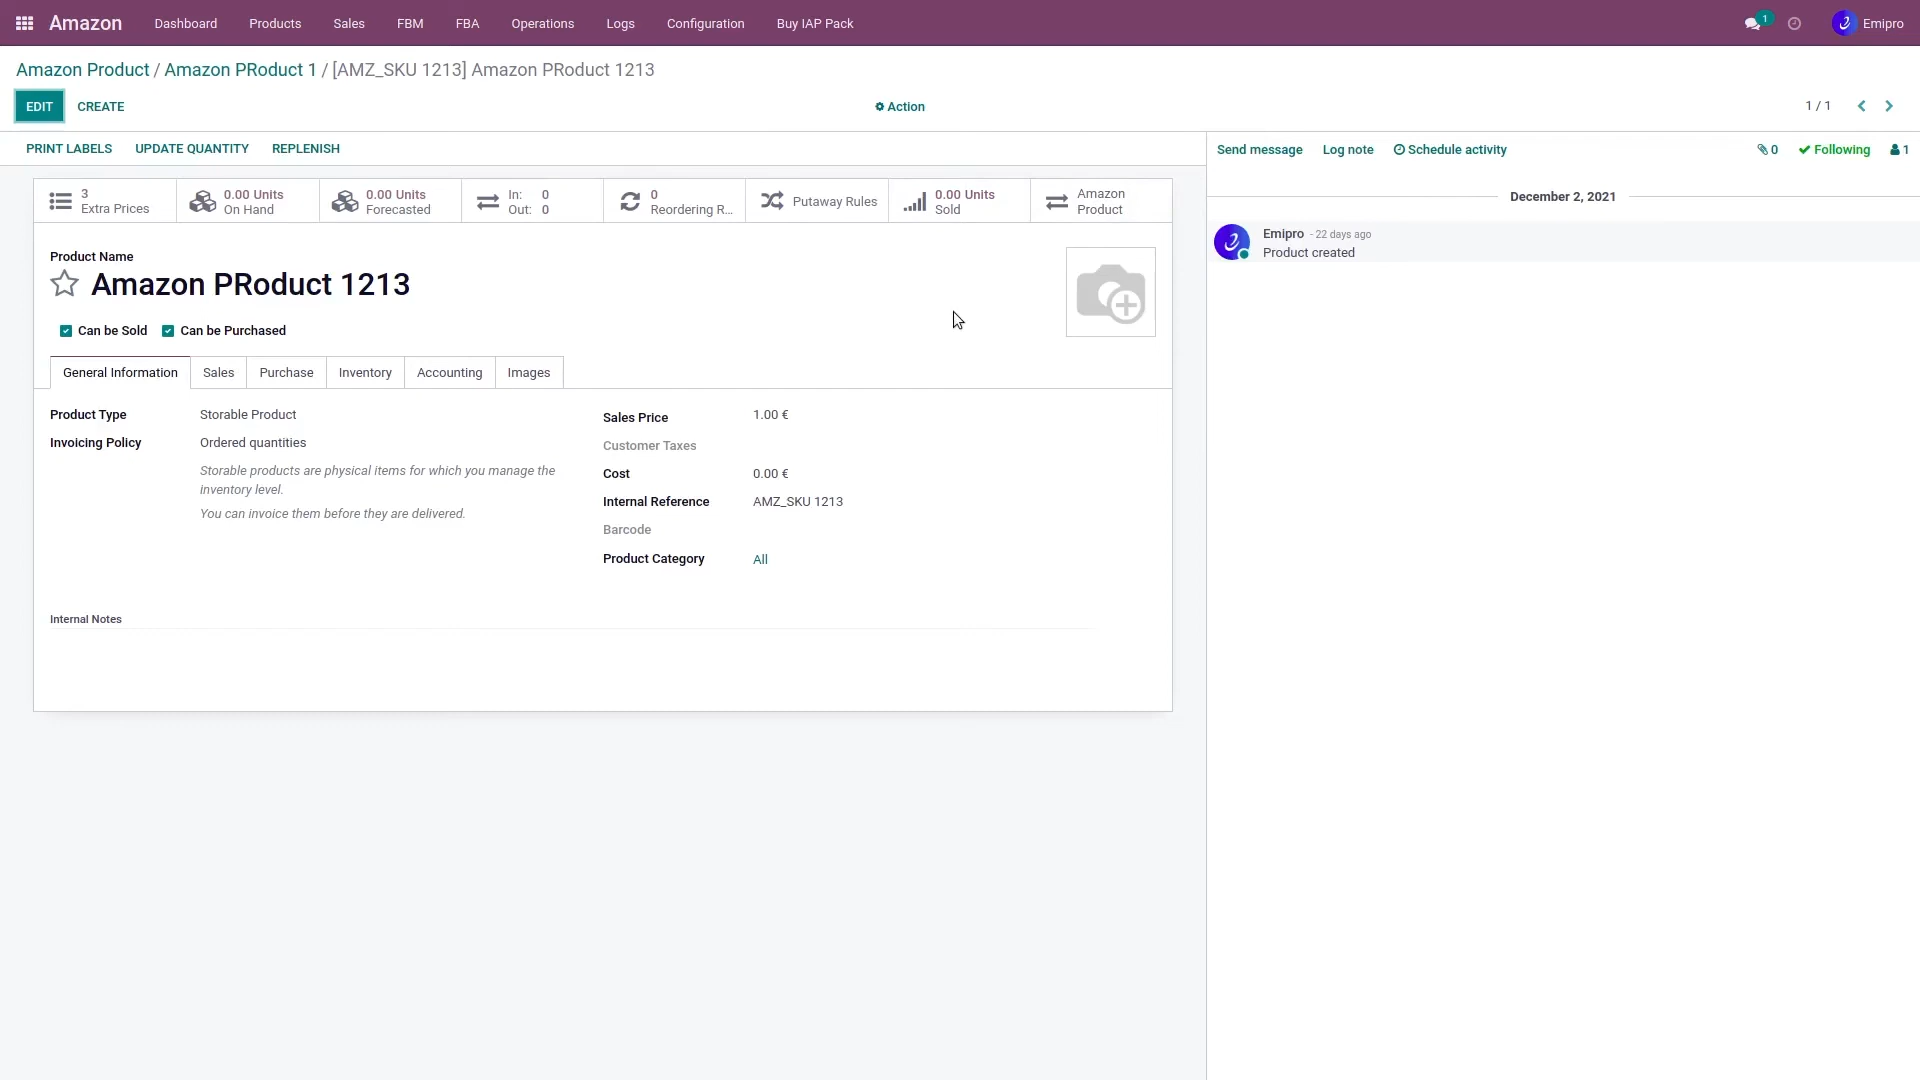 Amazon Dashboard Products Sales FBM FBA Operations Logs Configuration Buy IAP Pack 1 Emipro
Amazon Product / Amazon PRoduct 1 / [AMZ_SKU 1213] Amazon PRoduct 1213
EDIT CREATE Action 1 / 1
PRINT LABELS UPDATE QUANTITY REPLENISH
3
Extra Prices
0.00 Units
On Hand
0.00 Units
Forecasted
In: 0
Out: 0
0
Reordering R...
Putaway Rules
0.00 Units
Sold
Amazon
Product
Product Name
Amazon PRoduct 1213
Can be Sold Can be Purchased
General Information Sales Purchase Inventory Accounting Images
Product Type Storable Product
Invoicing Policy Ordered quantities
Storable products are physical items for which you manage the
inventory level.
You can invoice them before they are delivered.
Sales Price 1.00 €
Customer Taxes
Cost 0.00 €
Internal Reference AMZ_SKU 1213
Barcode
Product Category All
Internal Notes
Send message Log note Schedule activity 0 Following 1
December 2, 2021
Emipro - 22 days ago
Product created